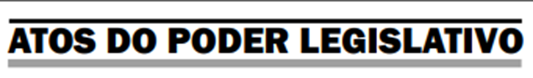 ATOS DO PODER LEGISLATIVO